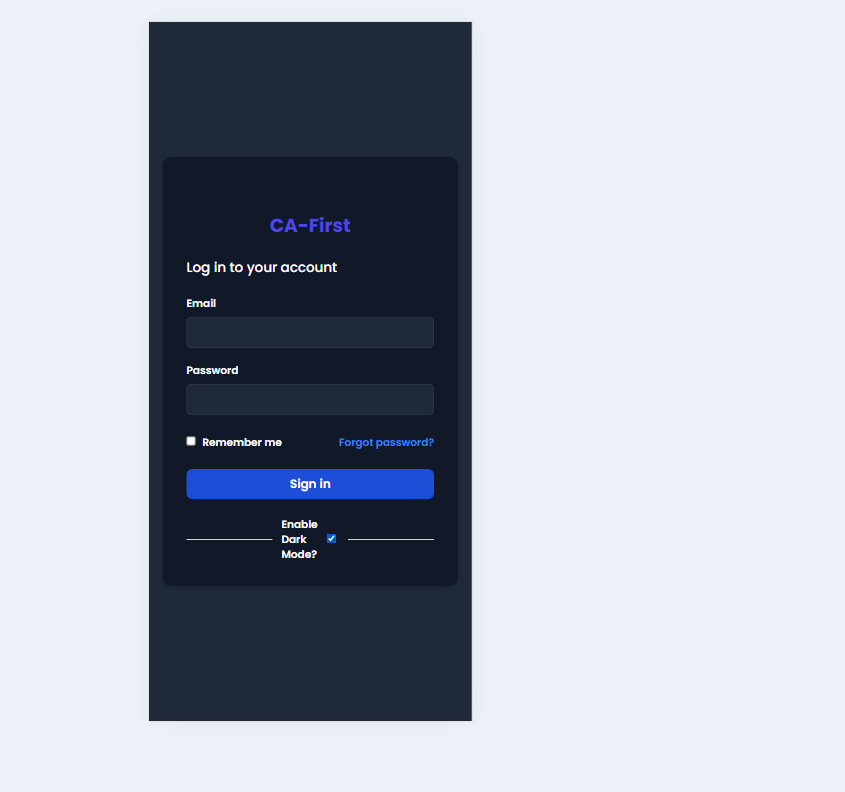 CA-First
Log in to your account
Email
Password
Remember me
Forgot password?
Sign in
Enable
Dark
Mode?